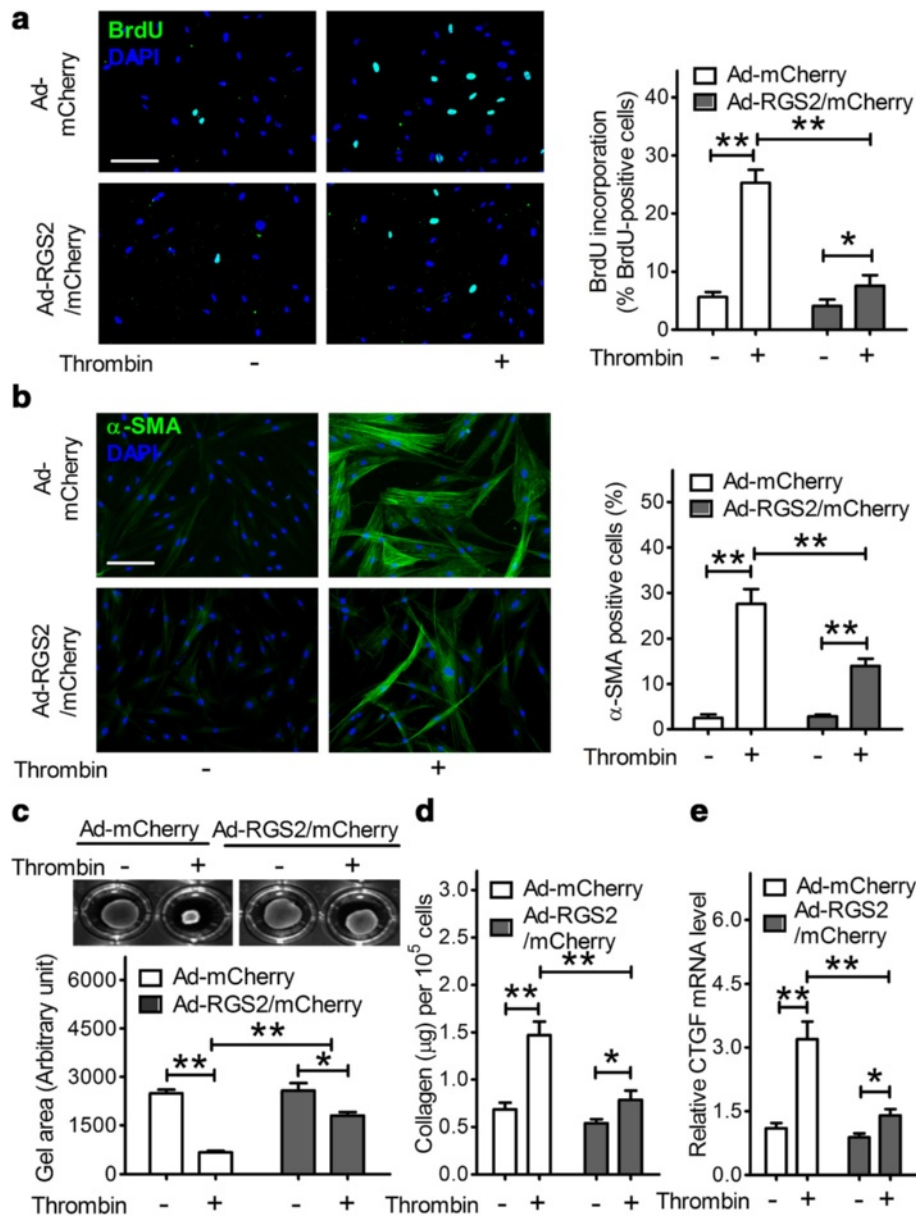 a
BrdU
DAPI
Ad-
mCherry
Ad-RGS2
/mCherry
Thrombin - +
Ad-mCherry
Ad-RGS2/mCherry
BrdU incorporation
(% BrdU-positive cells)
40
30
20
10
0
** ** *
Thrombin - + - +
b
α-SMA
DAPI
Ad-
mCherry
Ad-RGS2
/mCherry
Thrombin - +
Ad-mCherry
Ad-RGS2/mCherry
α-SMA positive cells (%)
50
40
30
20
10
0
** ** **
Thrombin - + - +
c
Ad-mCherry Ad-RGS2/mCherry
Thrombin - + - +
Ad-mCherry
Ad-RGS2/mCherry
Gel area (Arbitrary unit)
6000
4500
3000
1500
0
** ** *
Thrombin - + - +
d
Ad-mCherry
Ad-RGS2
/mCherry
Collagen (μg) per 10⁵ cells
3.0
2.5
2.0
1.5
1.0
0.5
0.0
** ** *
Thrombin - + - +
e
Ad-mCherry
Ad-RGS2
/mCherry
Relative CTGF mRNA level
6.0
4.5
3.0
1.5
0.0
** ** *
Thrombin - + - +